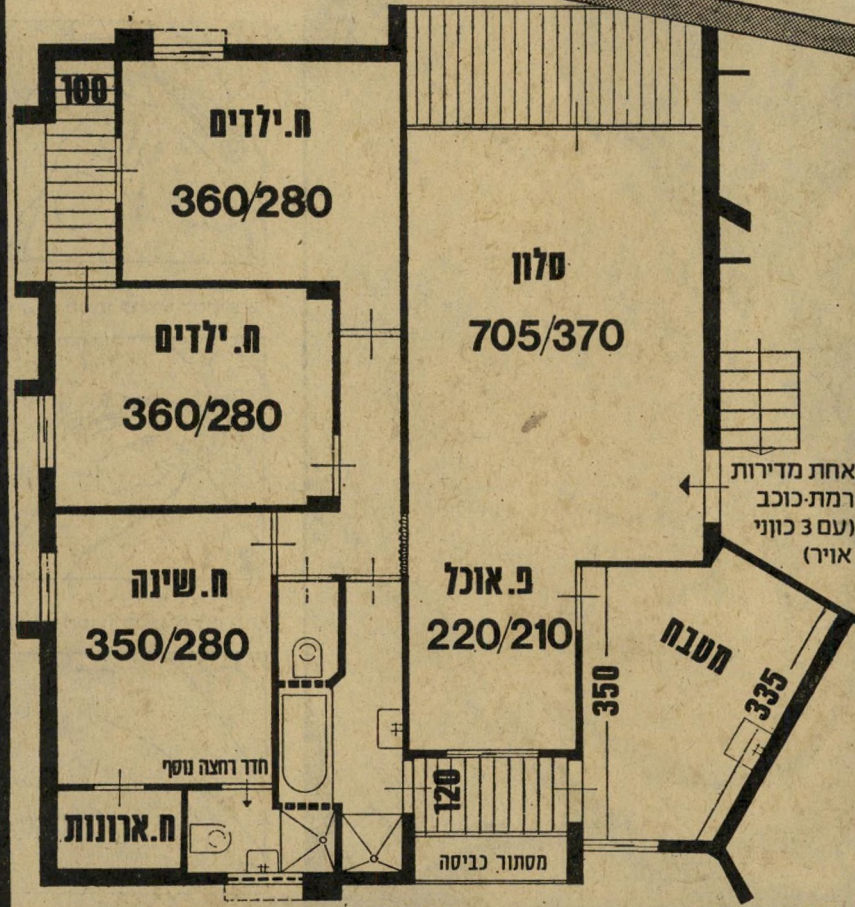 100
ח. ילדים
360/280
סלון
705/370
ח. ילדים
360/280
אחת מדירות
רמת-כוכב
(עם 3 כווני
אויר)
ח. שינה
350/280
פ. אוכל
220/210
מטבח
350
335
חדר רחצה נוסף
ח. ארונות
120
מסתור כביסה